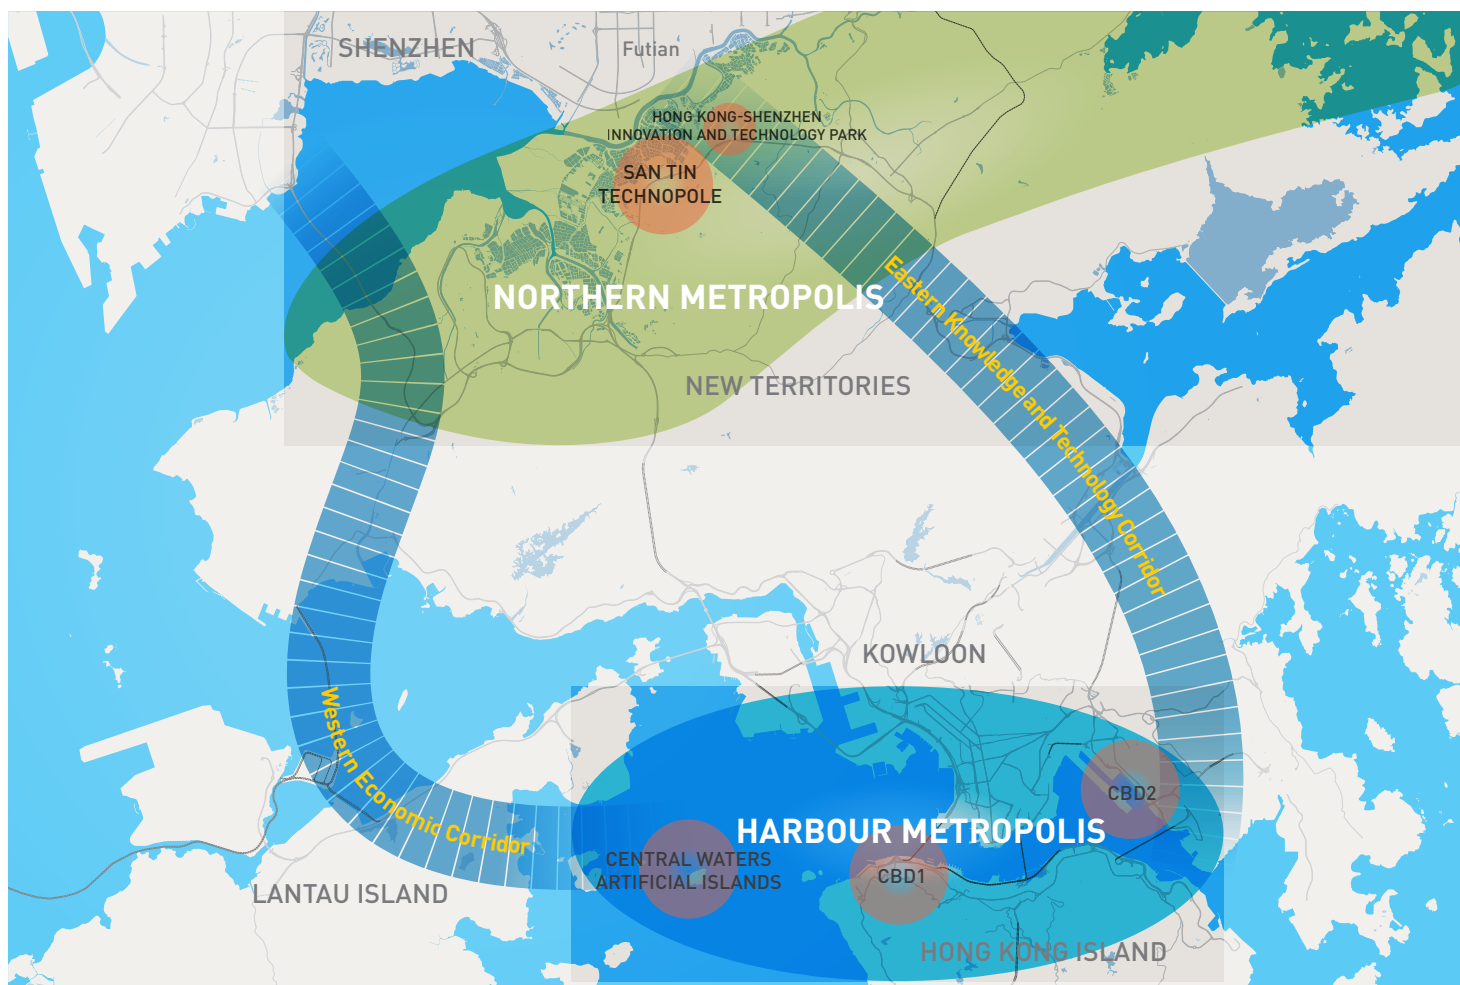 SHENZHEN
Futian
HONG KONG-SHENZHEN
INNOVATION AND TECHNOLOGY PARK
SAN TIN
TECHNOPOLE
NORTHERN METROPOLIS
Eastern Knowledge and Technology Corridor
NEW TERRITORIES
KOWLOON
Western Economic Corridor
CBD2
HARBOUR METROPOLIS
CENTRAL WATERS
ARTIFICIAL ISLANDS
CBD1
LANTAU ISLAND
HONG KONG ISLAND